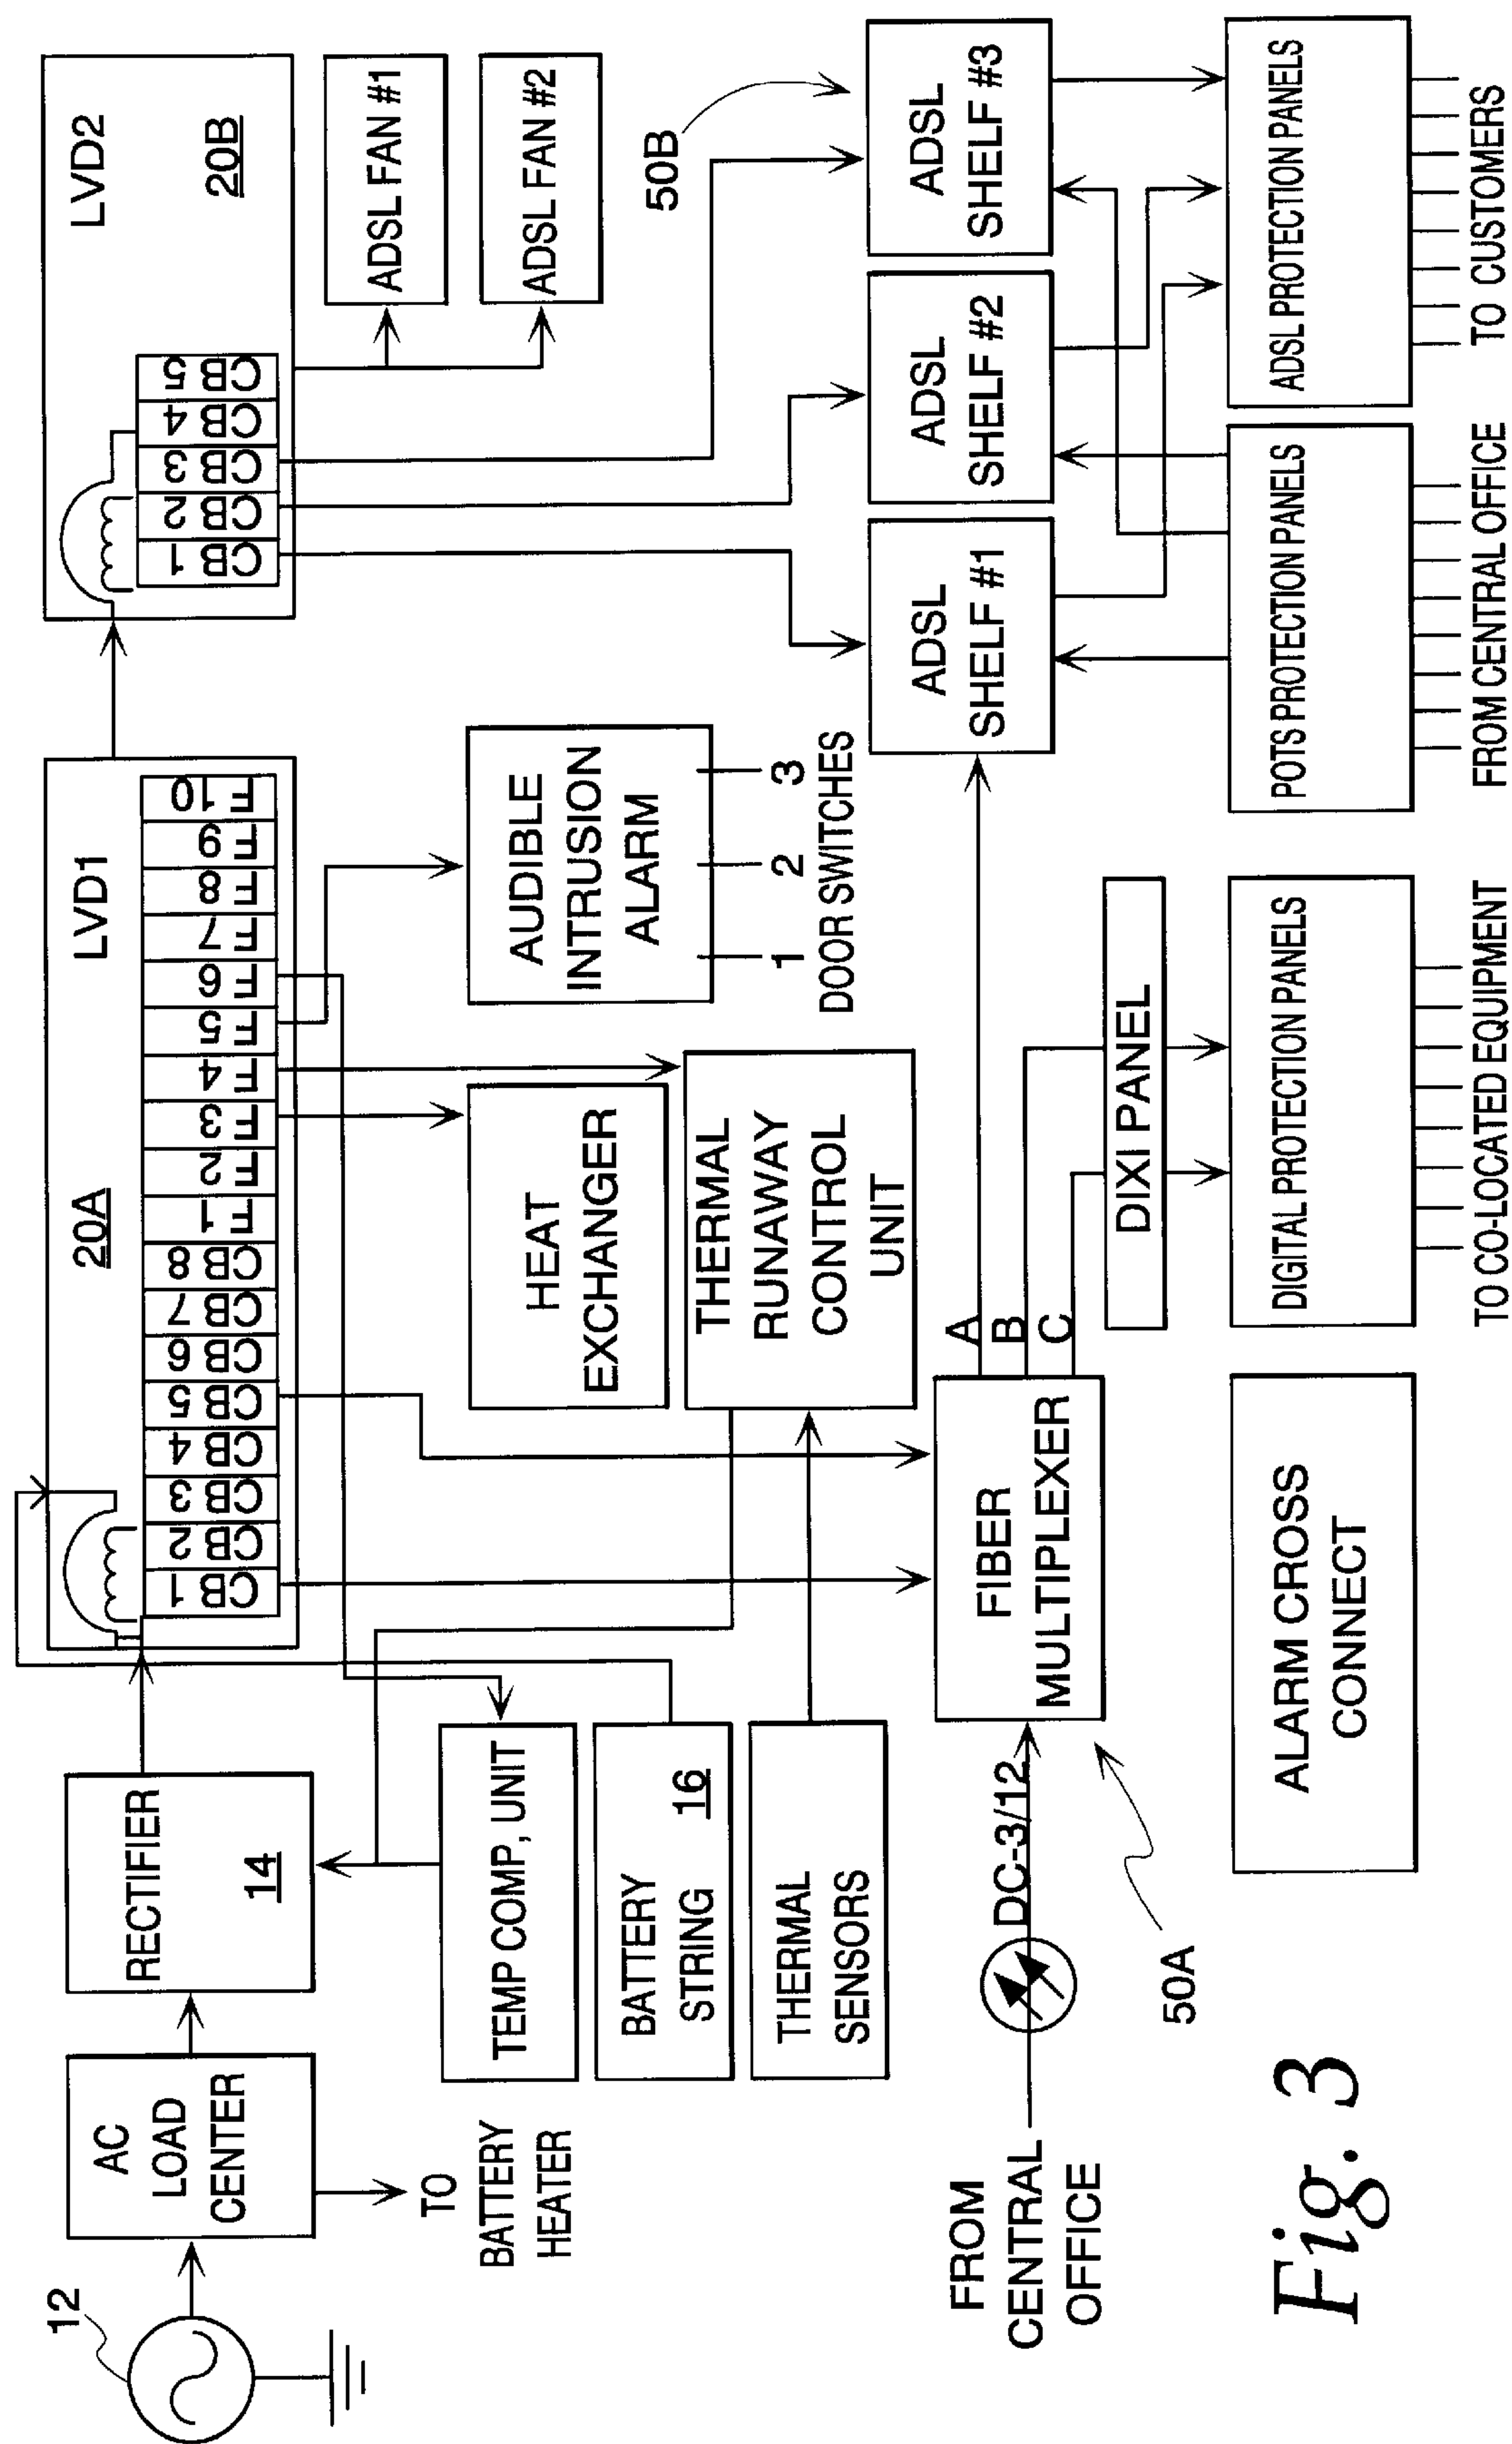 12
AC
LOAD
CENTER
TO
BATTERY
HEATER
RECTIFIER
14
TEMP COMP, UNIT
BATTERY
STRING
16
THERMAL
SENSORS
20A
LVD1
CB 1
CB 2
CB 3
CB 4
CB 5
CB 6
CB 7
CB 8
F 1
F 2
F 3
F 4
F 5
F 6
F 7
F 8
F 9
F 10
HEAT
EXCHANGER
THERMAL
RUNAWAY
CONTROL
UNIT
AUDIBLE
INTRUSION
ALARM
1 2 3
DOOR SWITCHES
LVD2
20B
CB 1
CB 2
CB 3
CB 4
CB 5
ADSL FAN #1
ADSL FAN #2
FROM
CENTRAL
OFFICE
DC-3/12
50A
FIBER
MULTIPLEXER
A
B
C
DIXI PANEL
ADSL
SHELF #1
ADSL
SHELF #2
ADSL
SHELF #3
50B
ALARM CROSS
CONNECT
DIGITAL PROTECTION PANELS
TO CO-LOCATED EQUIPMENT
POTS PROTECTION PANELS
FROM CENTRAL OFFICE
ADSL PROTECTION PANELS
TO CUSTOMERS
Fig. 3